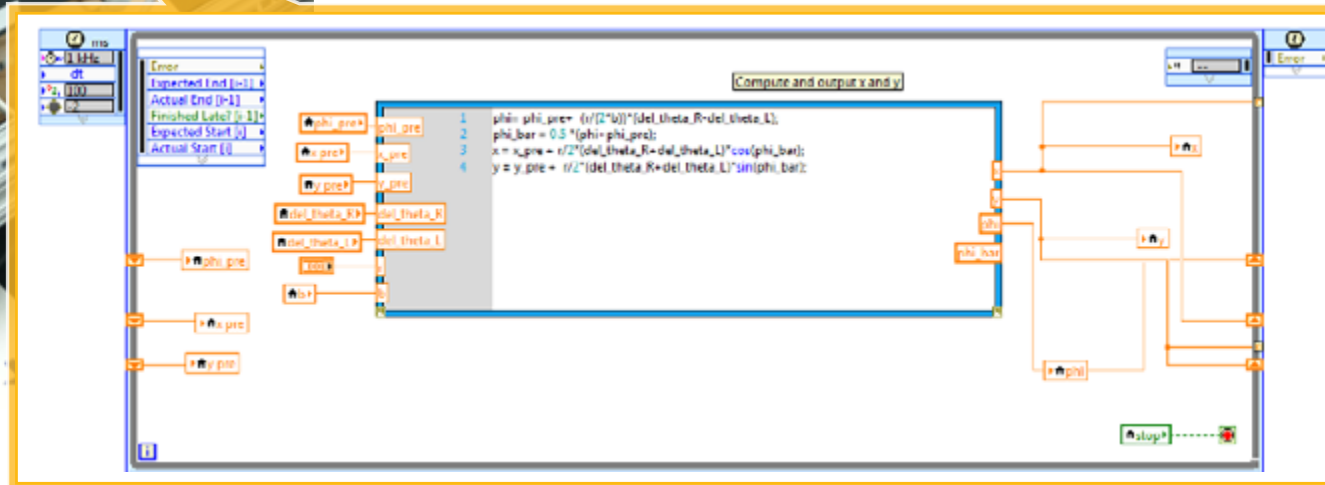 ms
1 kHz
dt
100
-2
Error
Expected End [i-1]
Actual End [i-1]
Finished Late? [i-1]
Expected Start [i]
Actual Start [i]
Compute and output x and y
Error
phi_pre
x_pre
y_pre
del_theta_R
del_theta_L
b
phi_pre
x_pre
y_pre
del_theta_R
del_theta_L
b
1 phi= phi_pre+ (r/(2*b))*(del_theta_R-del_theta_L);
2 phi_bar = 0.5 *(phi+phi_pre);
3 x = x_pre + r/2*(del_theta_R+del_theta_L)*cos(phi_bar);
4 y = y_pre + r/2*(del_theta_R+del_theta_L)*sin(phi_bar);
x
y
phi
phi_bar
x
y
phi
phi_pre
x_pre
y_pre
stop
i